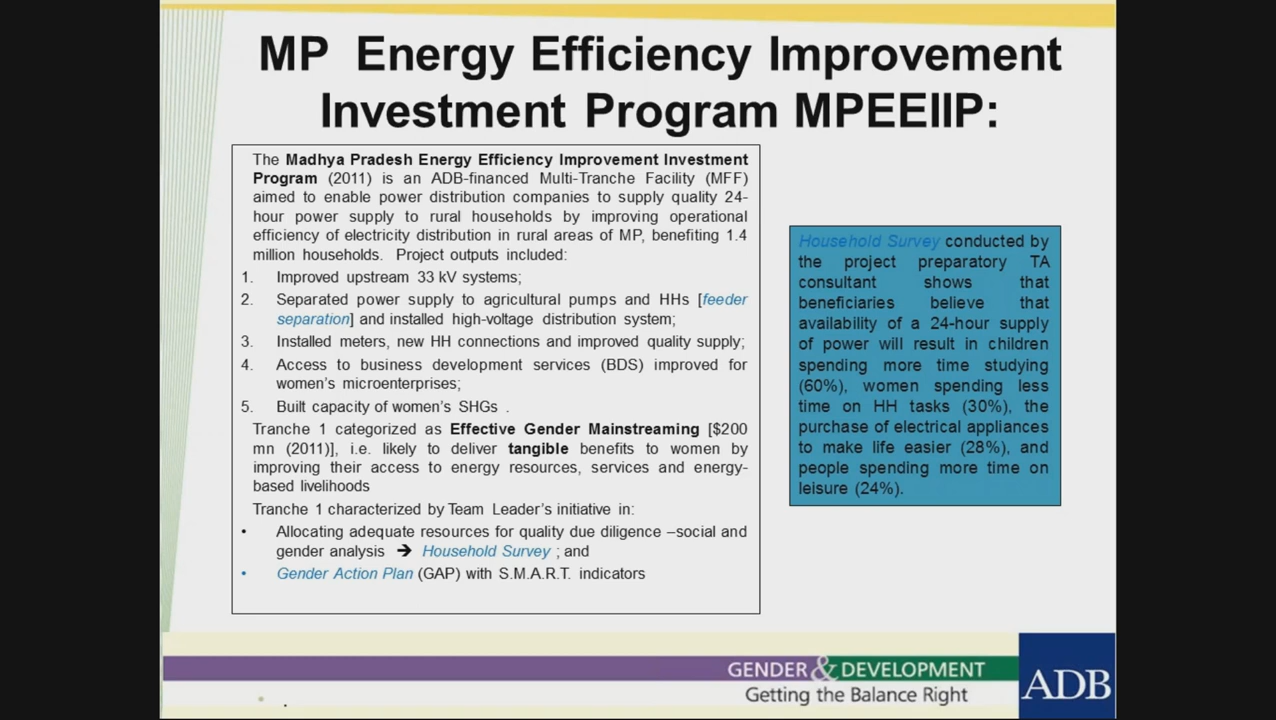 MP Energy Efficiency Improvement
Investment Program MPEEIIP:
The Madhya Pradesh Energy Efficiency Improvement Investment
Program (2011) is an ADB-financed Multi-Tranche Facility (MFF)
aimed to enable power distribution companies to supply quality 24-
hour power supply to rural households by improving operational
efficiency of electricity distribution in rural areas of MP, benefiting 1.4
million households. Project outputs included:
1. Improved upstream 33 kV systems;
2. Separated power supply to agricultural pumps and HHs [feeder
separation] and installed high-voltage distribution system;
3. Installed meters, new HH connections and improved quality supply;
4. Access to business development services (BDS) improved for
women's microenterprises;
5. Built capacity of women's SHGs .
Tranche 1 categorized as Effective Gender Mainstreaming [$200
mn (2011)], i.e. likely to deliver tangible benefits to women by
improving their access to energy resources, services and energy-
based livelihoods
Tranche 1 characterized by Team Leader's initiative in:
• Allocating adequate resources for quality due diligence –social and
gender analysis ➔ Household Survey ; and
• Gender Action Plan (GAP) with S.M.A.R.T. indicators
Household Survey conducted by
the project preparatory TA
consultant shows that
beneficiaries believe that
availability of a 24-hour supply
of power will result in children
spending more time studying
(60%), women spending less
time on HH tasks (30%), the
purchase of electrical appliances
to make life easier (28%), and
people spending more time on
leisure (24%).
GENDER & DEVELOPMENT
Getting the Balance Right
ADB